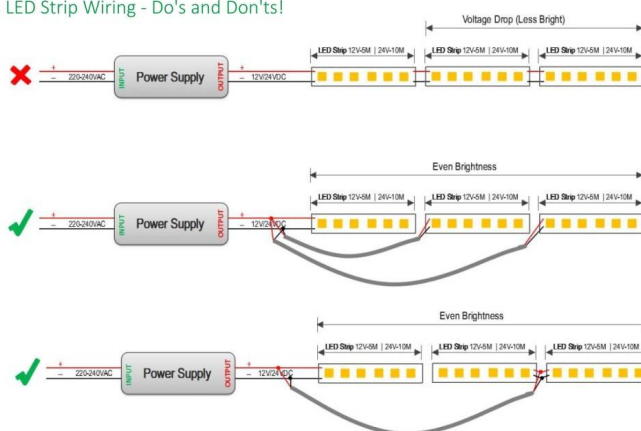 LED Strip Wiring - Do's and Don'ts!
Voltage Drop (Less Bright)
LED Strip 12V-5M | 24V-10M LED Strip 12V-5M | 24V-10M LED Strip 12V-5M | 24V-10M
+ +
− 220-240VAC INPUT Power Supply OUTPUT − 12V/24VDC
Even Brightness
LED Strip 12V-5M | 24V-10M LED Strip 12V-5M | 24V-10M LED Strip 12V-5M | 24V-10M
+ +
− 220-240VAC INPUT Power Supply OUTPUT − 12V/24VDC
Even Brightness
LED Strip 12V-5M | 24V-10M LED Strip 12V-5M | 24V-10M LED Strip 12V-5M | 24V-10M
+ +
− 220-240VAC INPUT Power Supply OUTPUT − 12V/24VDC